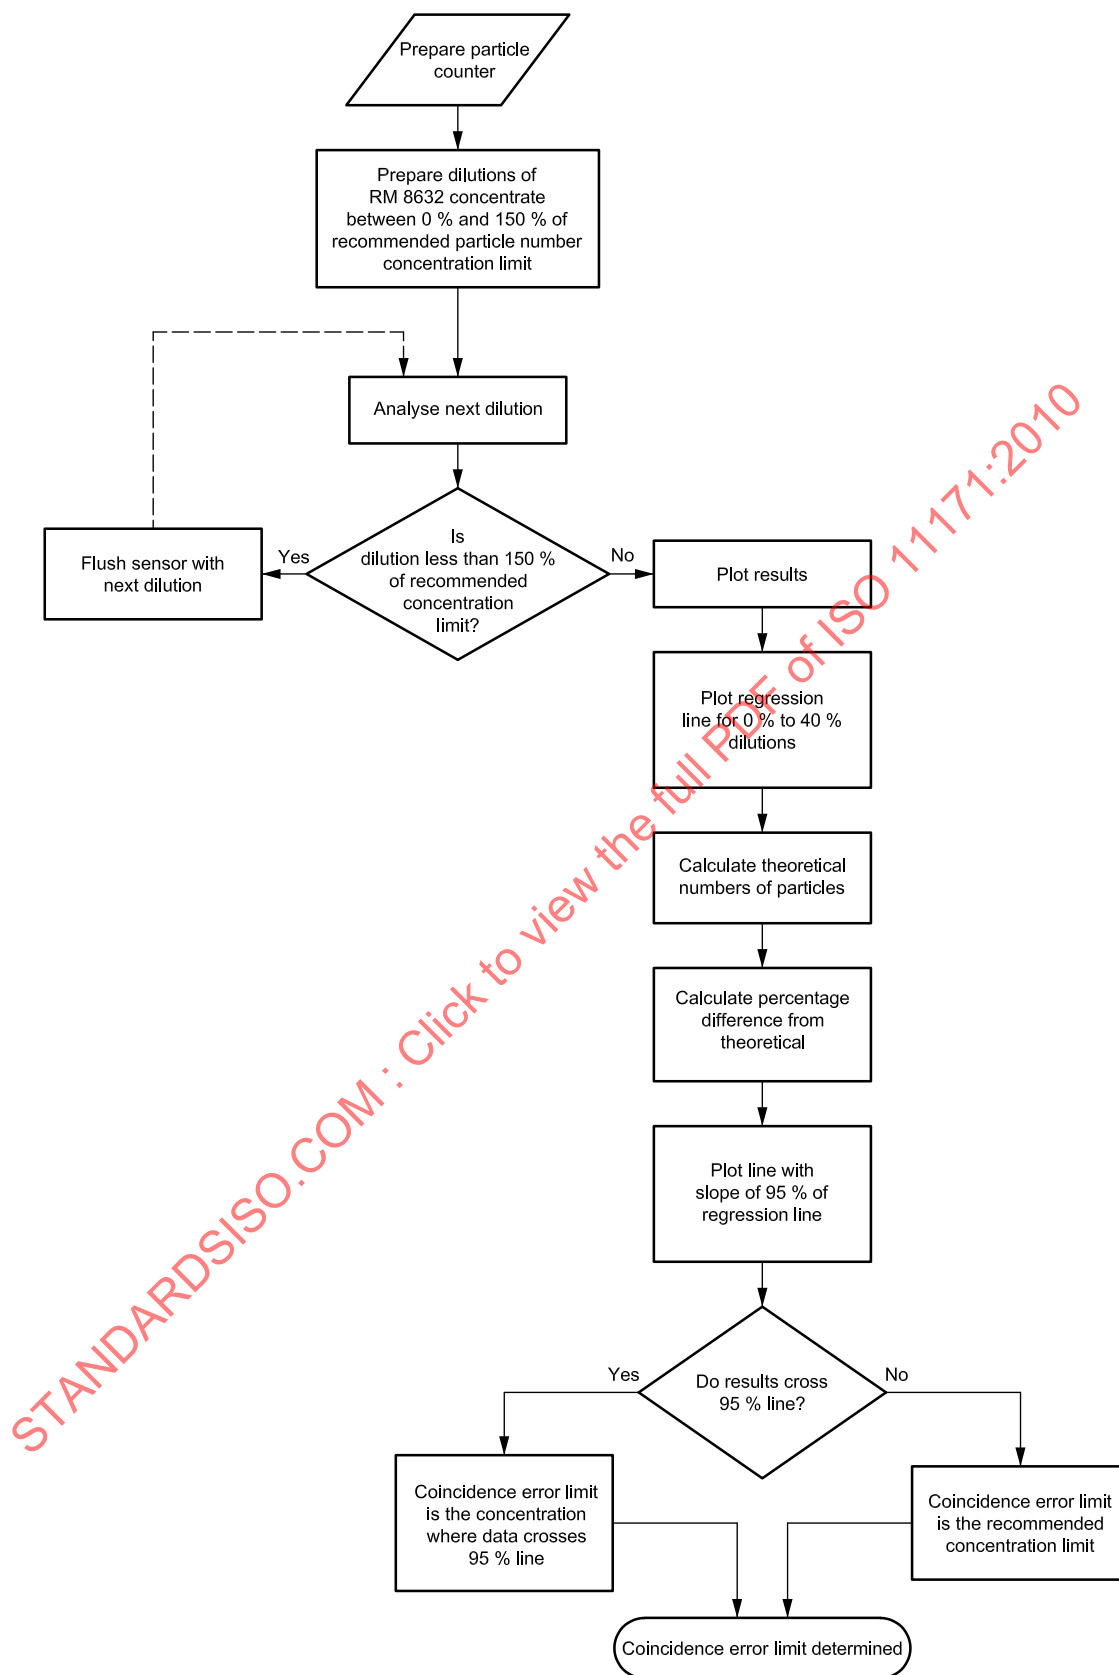 Prepare particle
counter
Prepare dilutions of
RM 8632 concentrate
between 0 % and 150 % of
recommended particle number
concentration limit
Analyse next dilution
Is
dilution less than 150 %
of recommended
concentration
limit?
Yes
No
Flush sensor with
next dilution
Plot results
Plot regression
line for 0 % to 40 %
dilutions
Calculate theoretical
numbers of particles
Calculate percentage
difference from
theoretical
Plot line with
slope of 95 % of
regression line
Do results cross
95 % line?
Yes
No
Coincidence error limit
is the concentration
where data crosses
95 % line
Coincidence error limit
is the recommended
concentration limit
Coincidence error limit determined
STANDARDSISO.COM : Click to view the full PDF of ISO 11171:2010